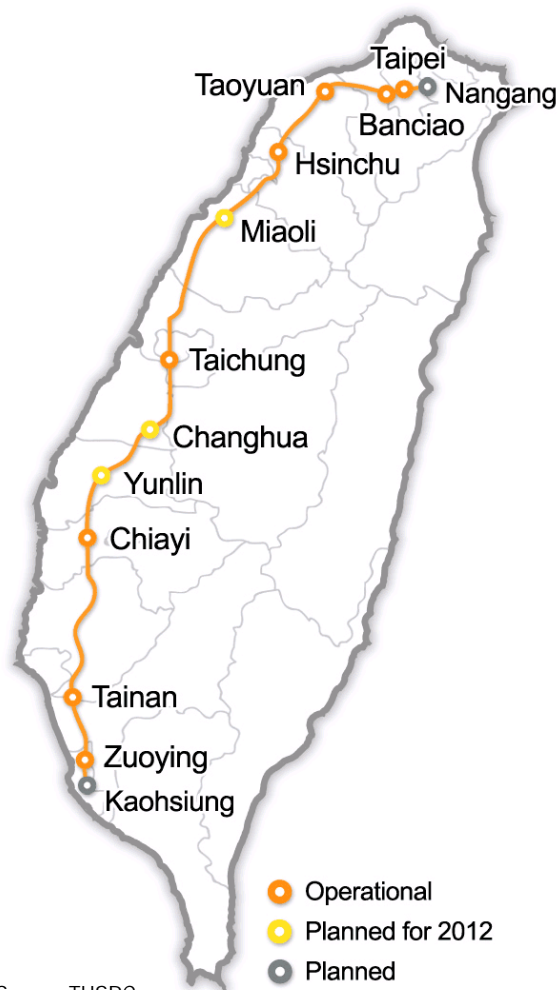 Taipei
Taoyuan
Nangang
Banciao
Hsinchu
Miaoli
Taichung
Changhua
Yunlin
Chiayi
Tainan
Zuoying
Kaohsiung
Operational
Planned for 2012
Planned